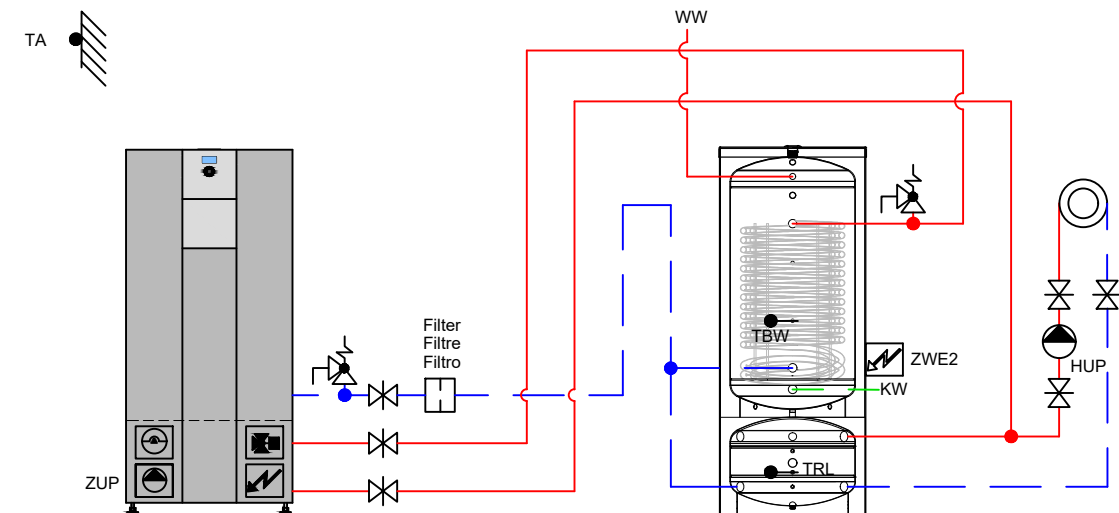 WW
TA
Filter
Filtre
Filtro
TBW
ZWE2
HUP
KW
TRL
ZUP